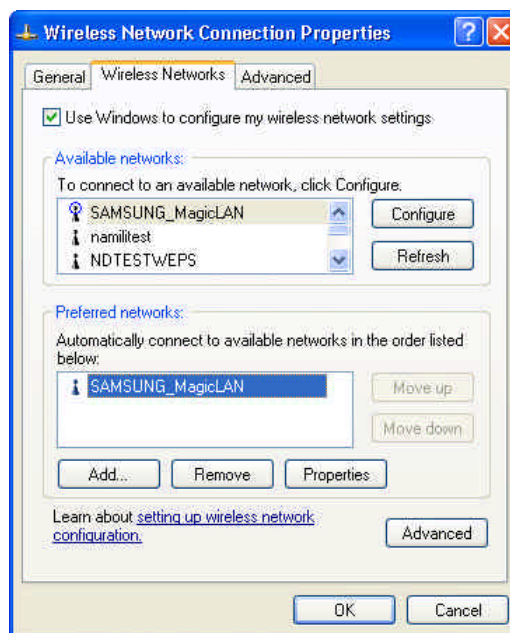 Wireless Network Connection Properties
General Wireless Networks Advanced
Use Windows to configure my wireless network settings
Available networks:
To connect to an available network, click Configure.
SAMSUNG_MagicLAN
namilitest
NDTESTWEPS
Configure
Refresh
Preferred networks:
Automatically connect to available networks in the order listed
below:
SAMSUNG_MagicLAN
Move up
Move down
Add... Remove Properties
Learn about setting up wireless network
configuration.
Advanced
OK Cancel